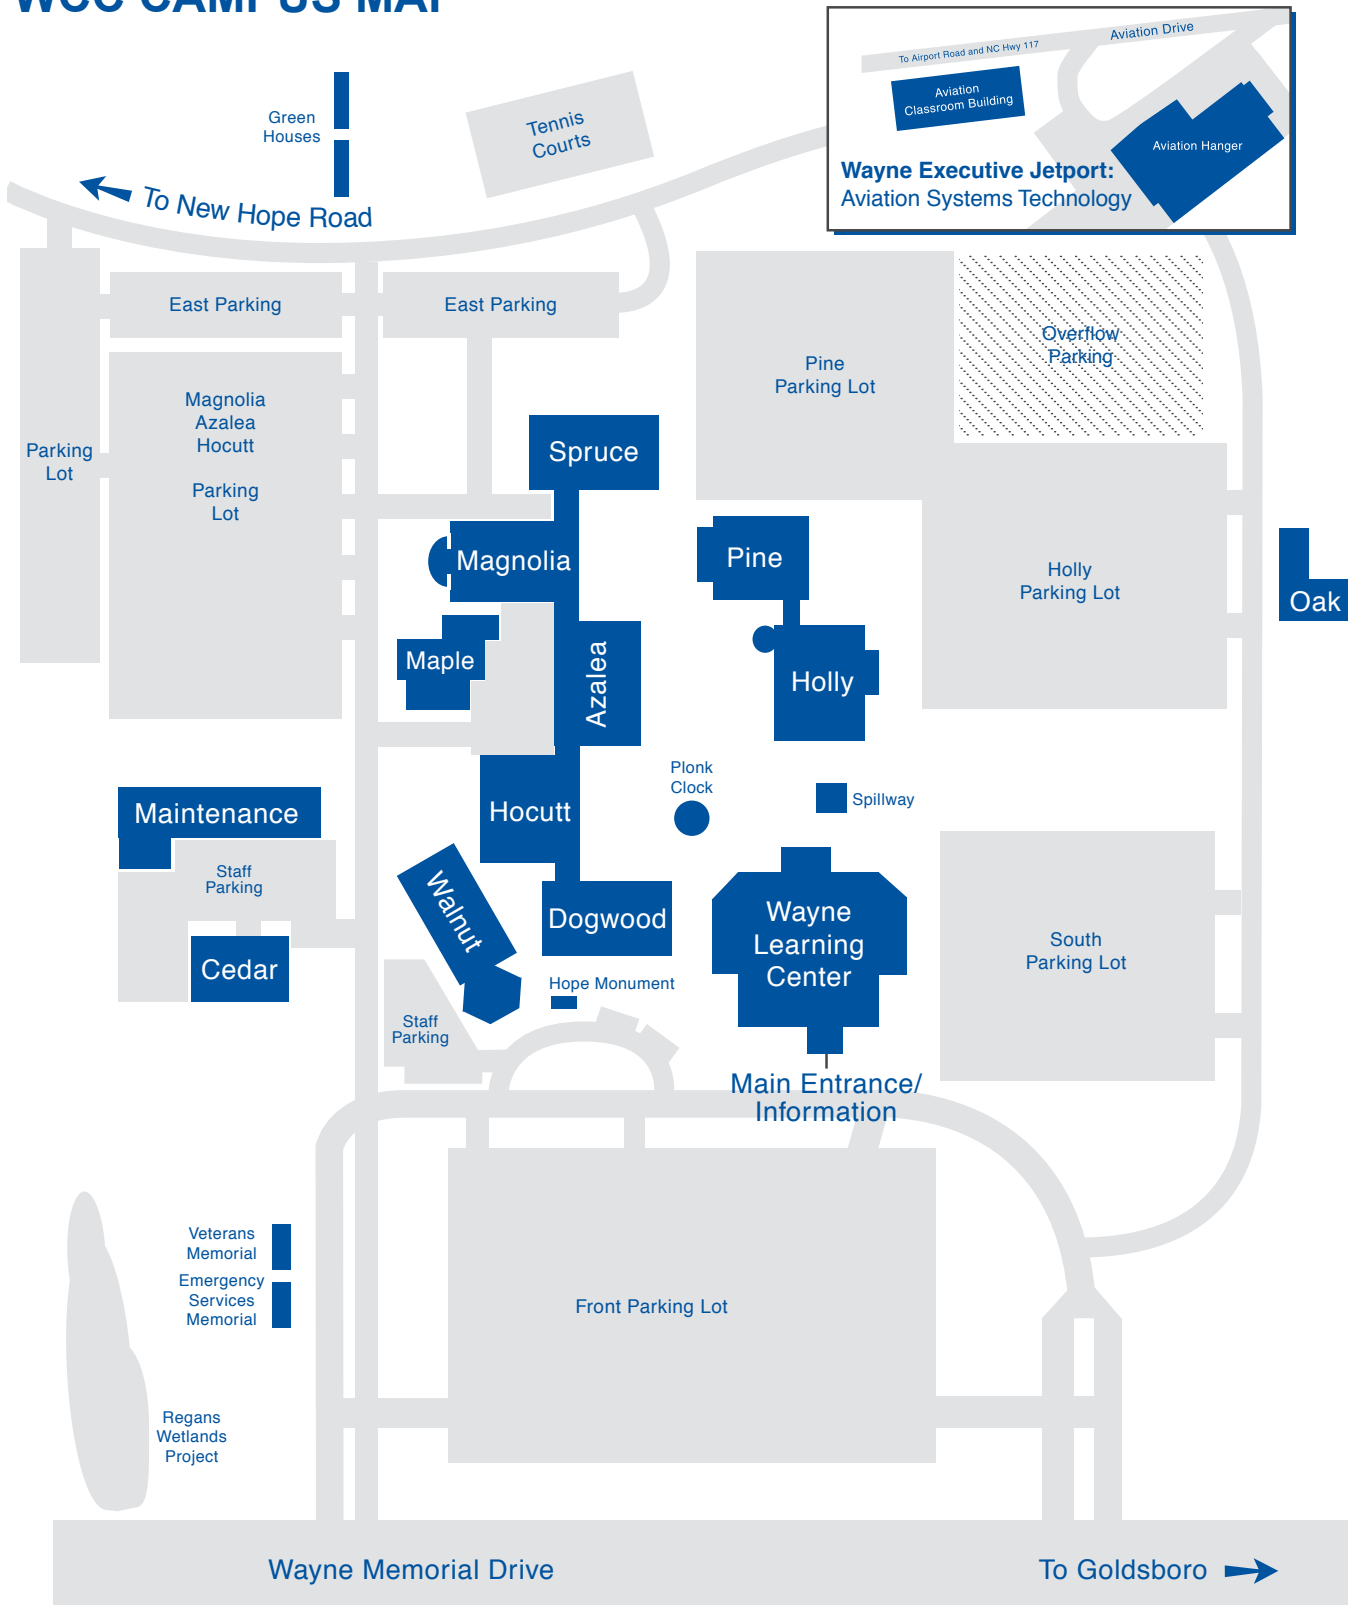 WCC CAMPUS MAP
To Airport Road and NC Hwy 117
Aviation Drive
Aviation
Classroom Building
Aviation Hanger
Wayne Executive Jetport:
Aviation Systems Technology
Green
Houses
Tennis
Courts
To New Hope Road
East Parking
East Parking
Pine
Parking Lot
Overflow
Parking
Magnolia
Azalea
Hocutt
Parking
Lot
Parking
Lot
Spruce
Magnolia
Pine
Holly
Parking Lot
Oak
Maple
Azalea
Holly
Plonk
Clock
Spillway
Maintenance
Hocutt
Staff
Parking
Walnut
Dogwood
Wayne
Learning
Center
South
Parking Lot
Cedar
Hope Monument
Staff
Parking
Main Entrance/
Information
Veterans
Memorial
Emergency
Services
Memorial
Front Parking Lot
Regans
Wetlands
Project
Wayne Memorial Drive
To Goldsboro